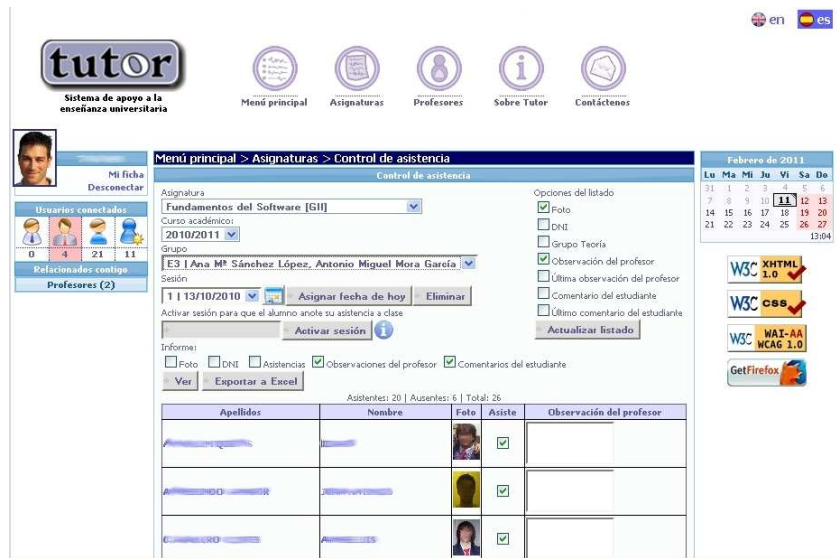 en es
tutor
Sistema de apoyo a la
enseñanza universitaria
Menú principal Asignaturas Profesores Sobre Tutor Contáctenos
Mi ficha
Desconectar
Usuarios conectados
0 4 21 11
Relacionados contigo
Profesores (2)
Menú principal > Asignaturas > Control de asistencia
Control de asistencia
Asignatura
Fundamentos del Software [GII]
Curso académico:
2010/2011
Grupo
E3 | Ana Mª Sánchez López, Antonio Miguel Mora García
Sesión
1 | 13/10/2010 Asignar fecha de hoy Eliminar
Activar sesión para que el alumno anote su asistencia a clase
Activar sesión
Informe:
Foto DNI Asistencias Observaciones del profesor Comentarios del estudiante
Ver Exportar a Excel
Opciones del listado
Foto
DNI
Grupo Teoría
Observación del profesor
Última observación del profesor
Comentario del estudiante
Último comentario del estudiante
Actualizar listado
Asistentes: 20 | Ausentes: 6 | Total: 26
Apellidos Nombre Foto Asiste Observación del profesor
Febrero de 2011
Lu Ma Mi Ju Vi Sa Do
31 1 2 3 4 5 6
7 8 9 10 11 12 13
14 15 16 17 18 19 20
21 22 23 24 25 26 27
13:04
W3C XHTML 1.0
W3C css
W3C WAI-AA WCAG 1.0
GetFirefox